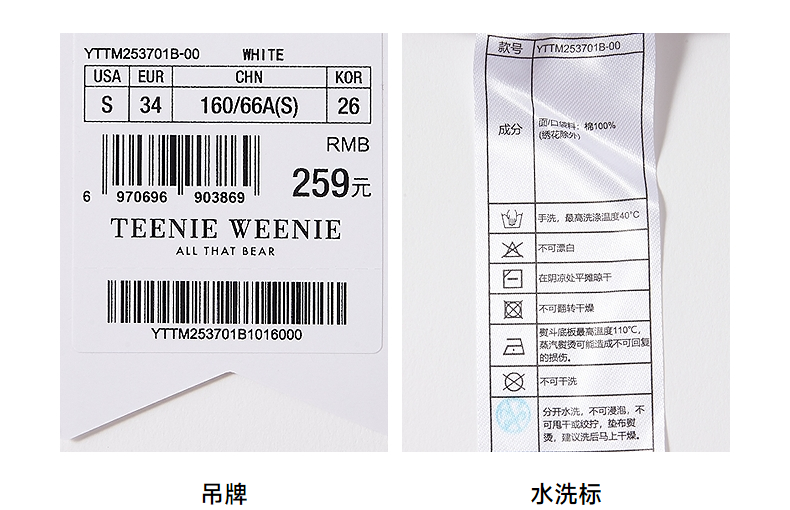 YTTM253701B-00 WHITE
USA EUR CHN KOR
S 34 160/66A(S) 26
RMB
259元
6 970696 903869
TEENIE WEENIE
ALL THAT BEAR
YTTM253701B1016000
吊牌
款号 YTTM253701B-00
成分 面/口袋料：棉100%
(绣花除外)
手洗，最高洗涤温度40°C
不可漂白
在阴凉处平摊晾干
不可翻转干燥
熨斗底板最高温度110℃，
蒸汽熨烫可能造成不可回复
的损伤。
不可干洗
分开水洗，不可浸泡，不
可甩干或绞拧，垫布熨
烫，建议洗后马上干燥。
水洗标